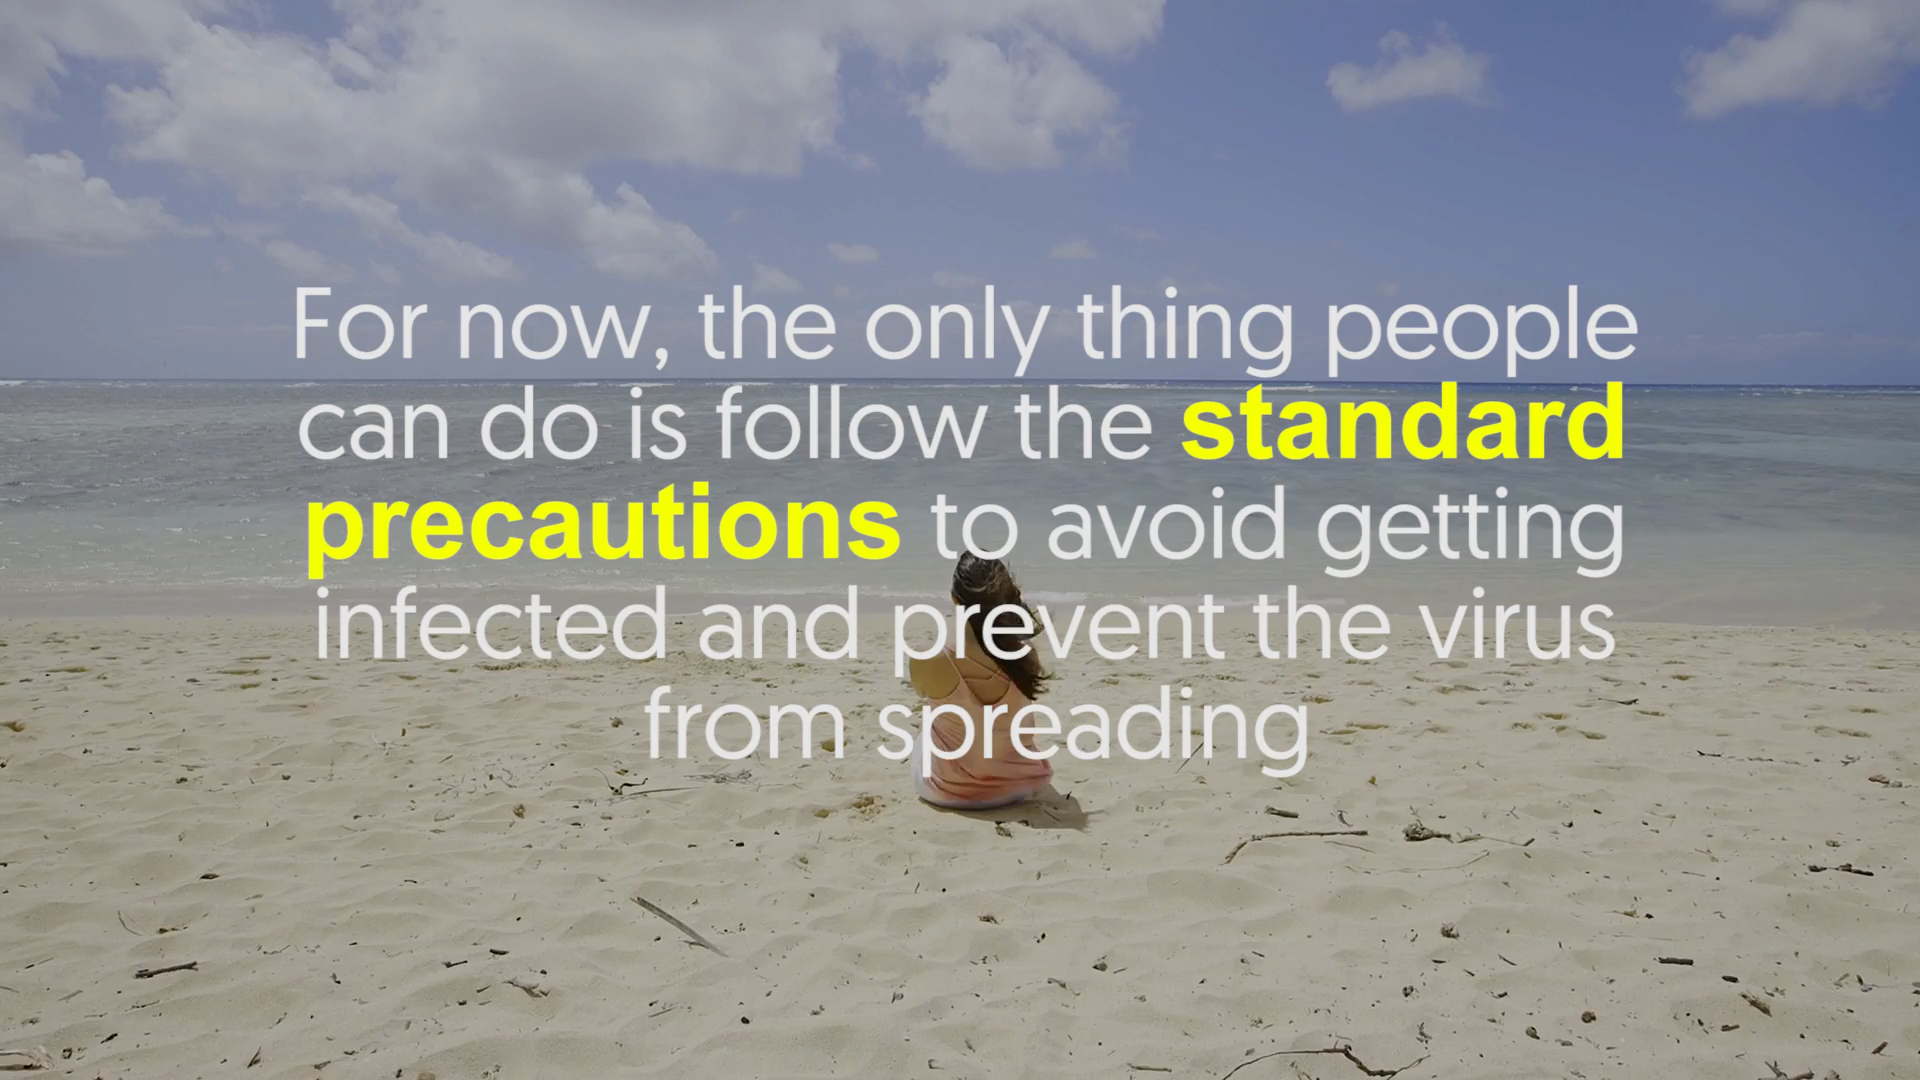 For now, the only thing people
can do is follow the standard
precautions to avoid getting
infected and prevent the virus
from spreading